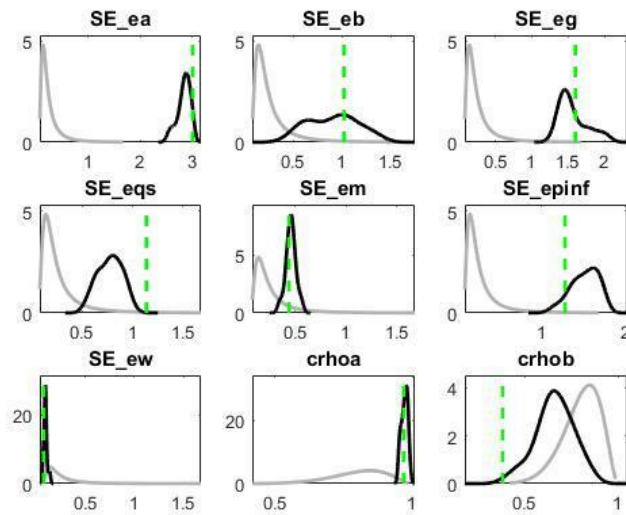 SE_ea SE_eb SE_eg
5 5 5
0 0 0
1 2 3 0.5 1 1.5 0.5 1 1.5 2
SE_eqs SE_em SE_epinf
5 5 5
0 0 0
0.5 1 1.5 0.5 1 1.5 1 2
SE_ew crhoa crhob
20 20 4
2
0 0 0
0.5 1 1.5 0.5 1 0.5 1